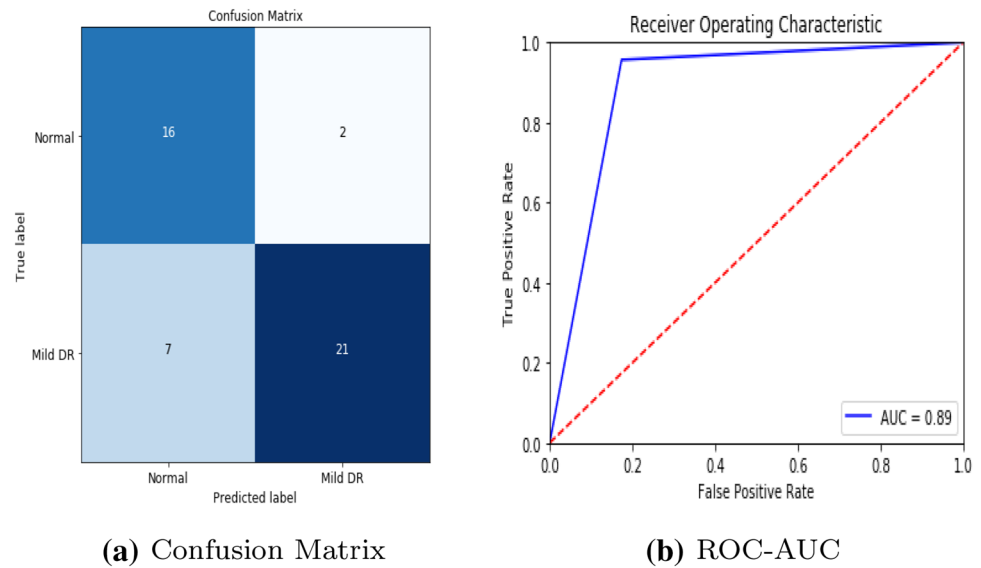 Confusion Matrix
Normal
16
2
True label
Mild DR
7
21
Normal
Mild DR
Predicted label
(a) Confusion Matrix
Receiver Operating Characteristic
1.0
0.8
0.6
0.4
0.2
0.0
True Positive Rate
AUC = 0.89
0.0
0.2
0.4
0.6
0.8
1.0
False Positive Rate
(b) ROC-AUC